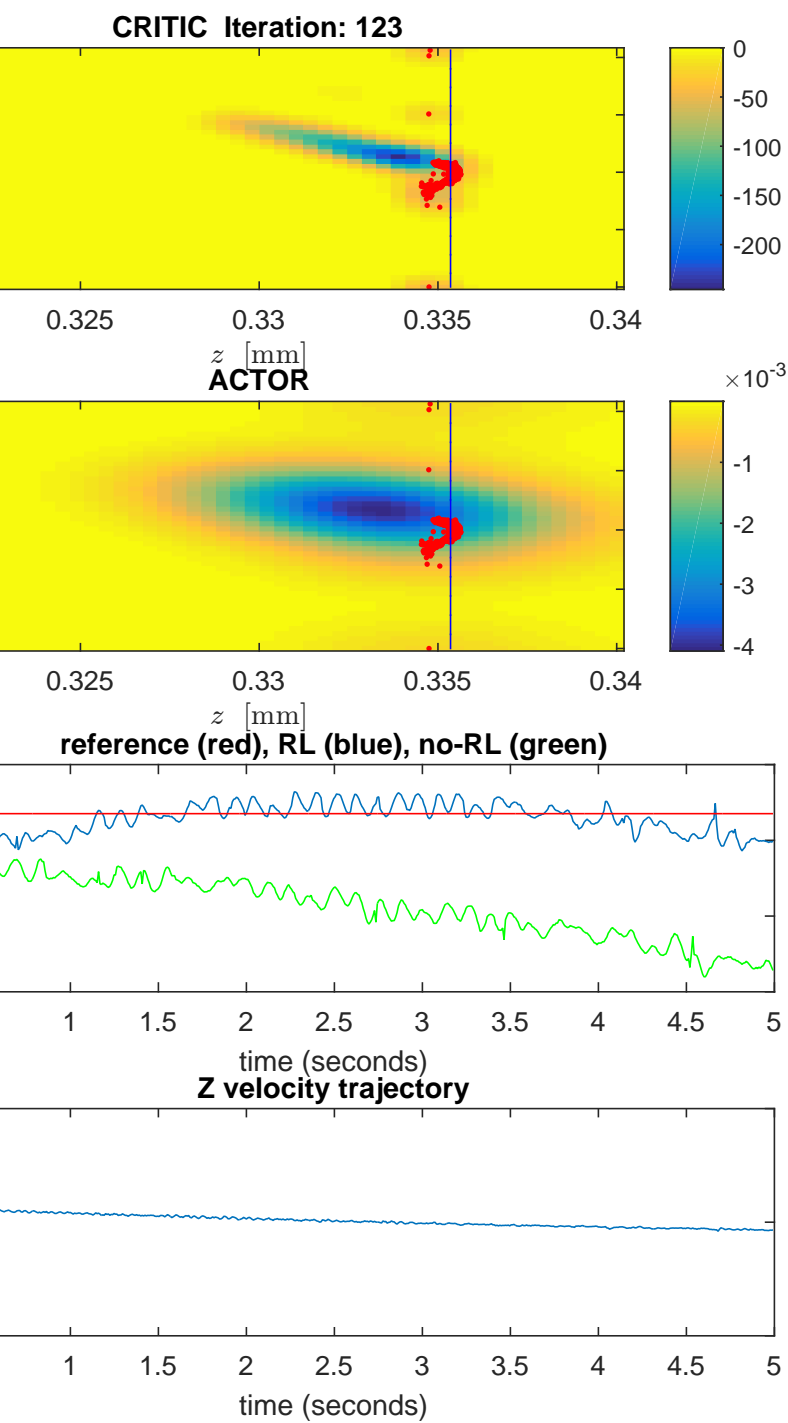 CRITIC Iteration: 123
0
-50
-100
-150
-200
0.325 0.33 0.335 0.34
z [mm]
ACTOR
×10-3
-1
-2
-3
-4
0.325 0.33 0.335 0.34
z [mm]
reference (red), RL (blue), no-RL (green)
1 1.5 2 2.5 3 3.5 4 4.5 5
time (seconds)
Z velocity trajectory
1 1.5 2 2.5 3 3.5 4 4.5 5
time (seconds)